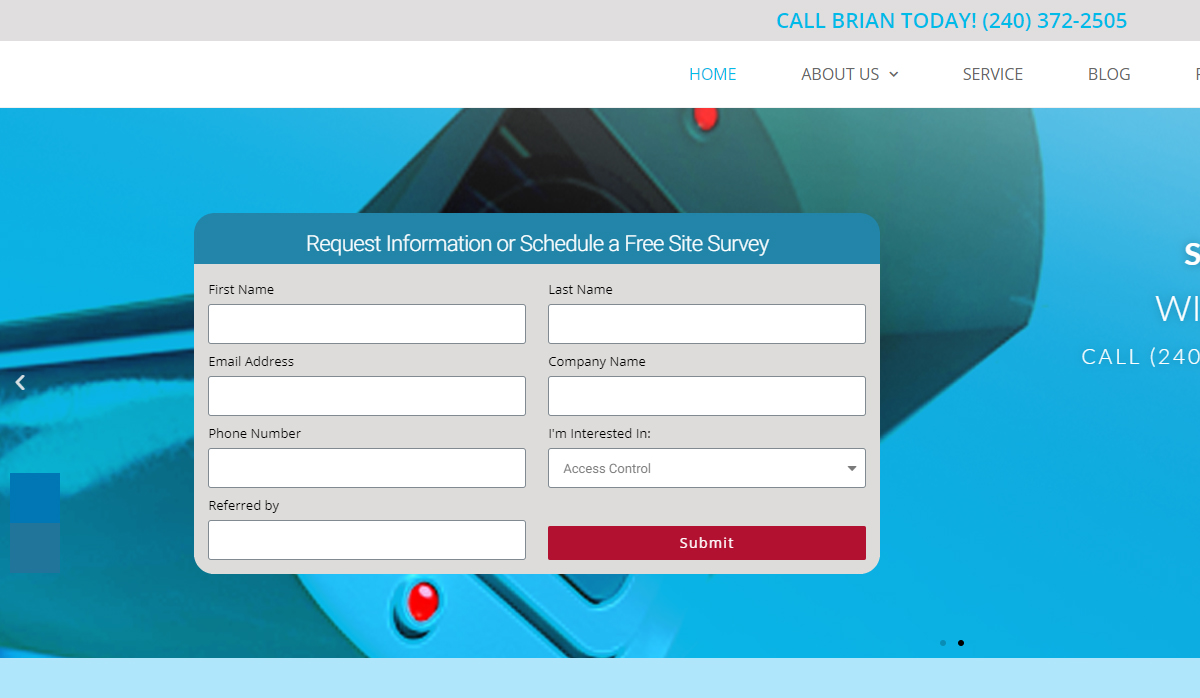 CALL BRIAN TODAY! (240) 372-2505
HOME ABOUT US SERVICE BLOG
Request Information or Schedule a Free Site Survey
First Name Last Name
Email Address Company Name
Phone Number I'm Interested In:
Access Control
Referred by
Submit
CALL (240